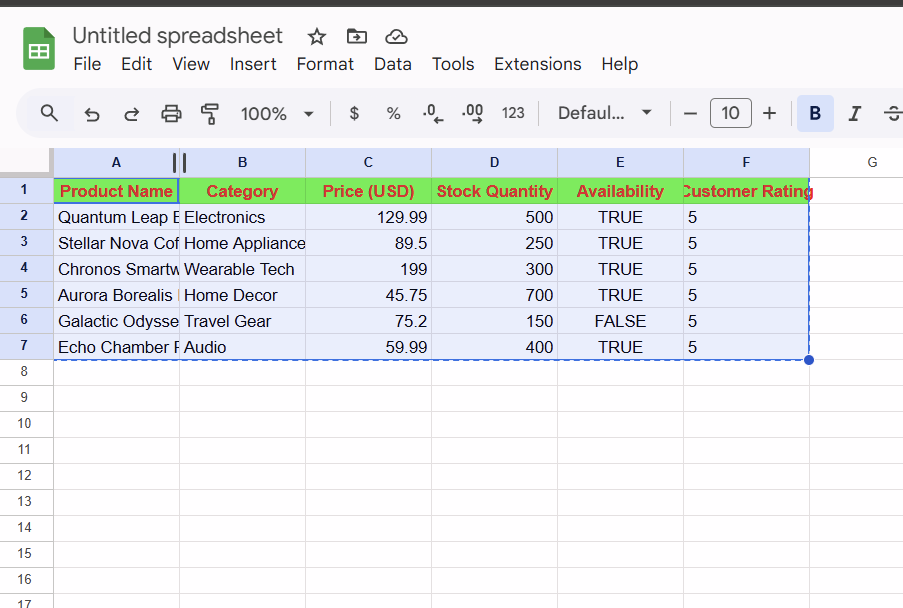 Untitled spreadsheet
File Edit View Insert Format Data Tools Extensions Help
100% $ % .0 .00 123 Defaul... 10 B I S
A B C D E F G
1 Product Name Category Price (USD) Stock Quantity Availability Customer Rating
2 Quantum Leap Electronics 129.99 500 TRUE 5
3 Stellar Nova Cof Home Appliance 89.5 250 TRUE 5
4 Chronos Smartw Wearable Tech 199 300 TRUE 5
5 Aurora Borealis Home Decor 45.75 700 TRUE 5
6 Galactic Odysse Travel Gear 75.2 150 FALSE 5
7 Echo Chamber Audio 59.99 400 TRUE 5
8
9
10
11
12
13
14
15
16
17